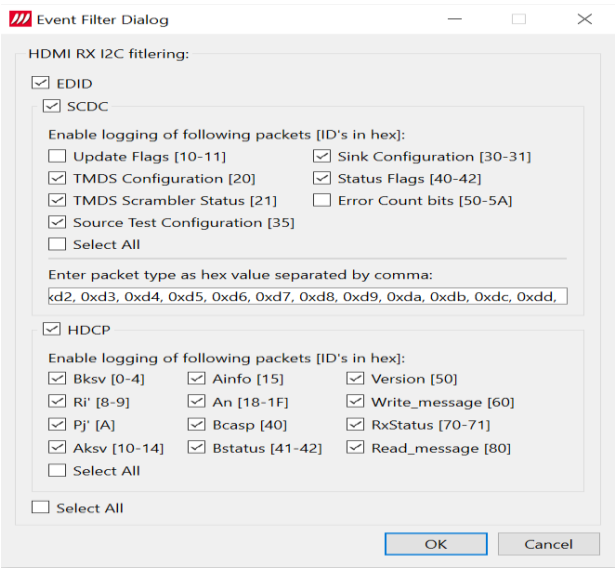 Event Filter Dialog
HDMI RX I2C fitlering:
EDID
SCDC
Enable logging of following packets [ID's in hex]:
Update Flags [10-11] Sink Configuration [30-31]
TMDS Configuration [20] Status Flags [40-42]
TMDS Scrambler Status [21] Error Count bits [50-5A]
Source Test Configuration [35]
Select All
Enter packet type as hex value separated by comma:
xd2, 0xd3, 0xd4, 0xd5, 0xd6, 0xd7, 0xd8, 0xd9, 0xda, 0xdb, 0xdc, 0xdd,
HDCP
Enable logging of following packets [ID's in hex]:
Bksv [0-4] Ainfo [15] Version [50]
Ri' [8-9] An [18-1F] Write_message [60]
Pj' [A] Bcasp [40] RxStatus [70-71]
Aksv [10-14] Bstatus [41-42] Read_message [80]
Select All
Select All
OK Cancel